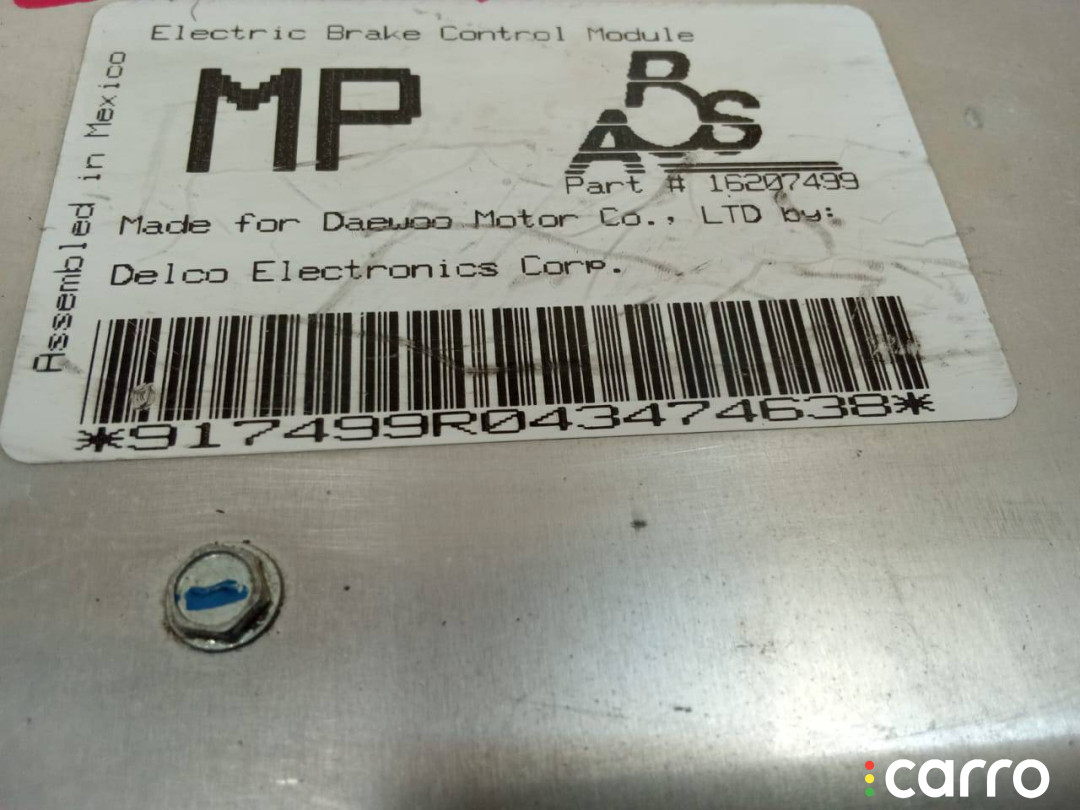 Electric Brake Control Module
MP
ABS
Part # 16207499
Made for Daewoo Motor Co., LTD by:
Delco Electronics Corp.
*917499R043474638*
Assembled in Mexico
carro